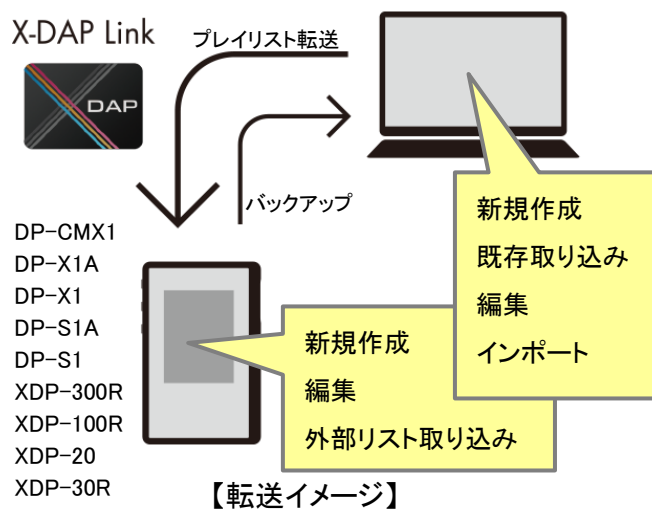 X-DAP Link
DAP
プレイリスト転送
バックアップ
新規作成
既存取り込み
編集
インポート
DP-CMX1
DP-X1A
DP-X1
DP-S1A
DP-S1
XDP-300R
XDP-100R
XDP-20
XDP-30R
新規作成
編集
外部リスト取り込み
【転送イメージ】